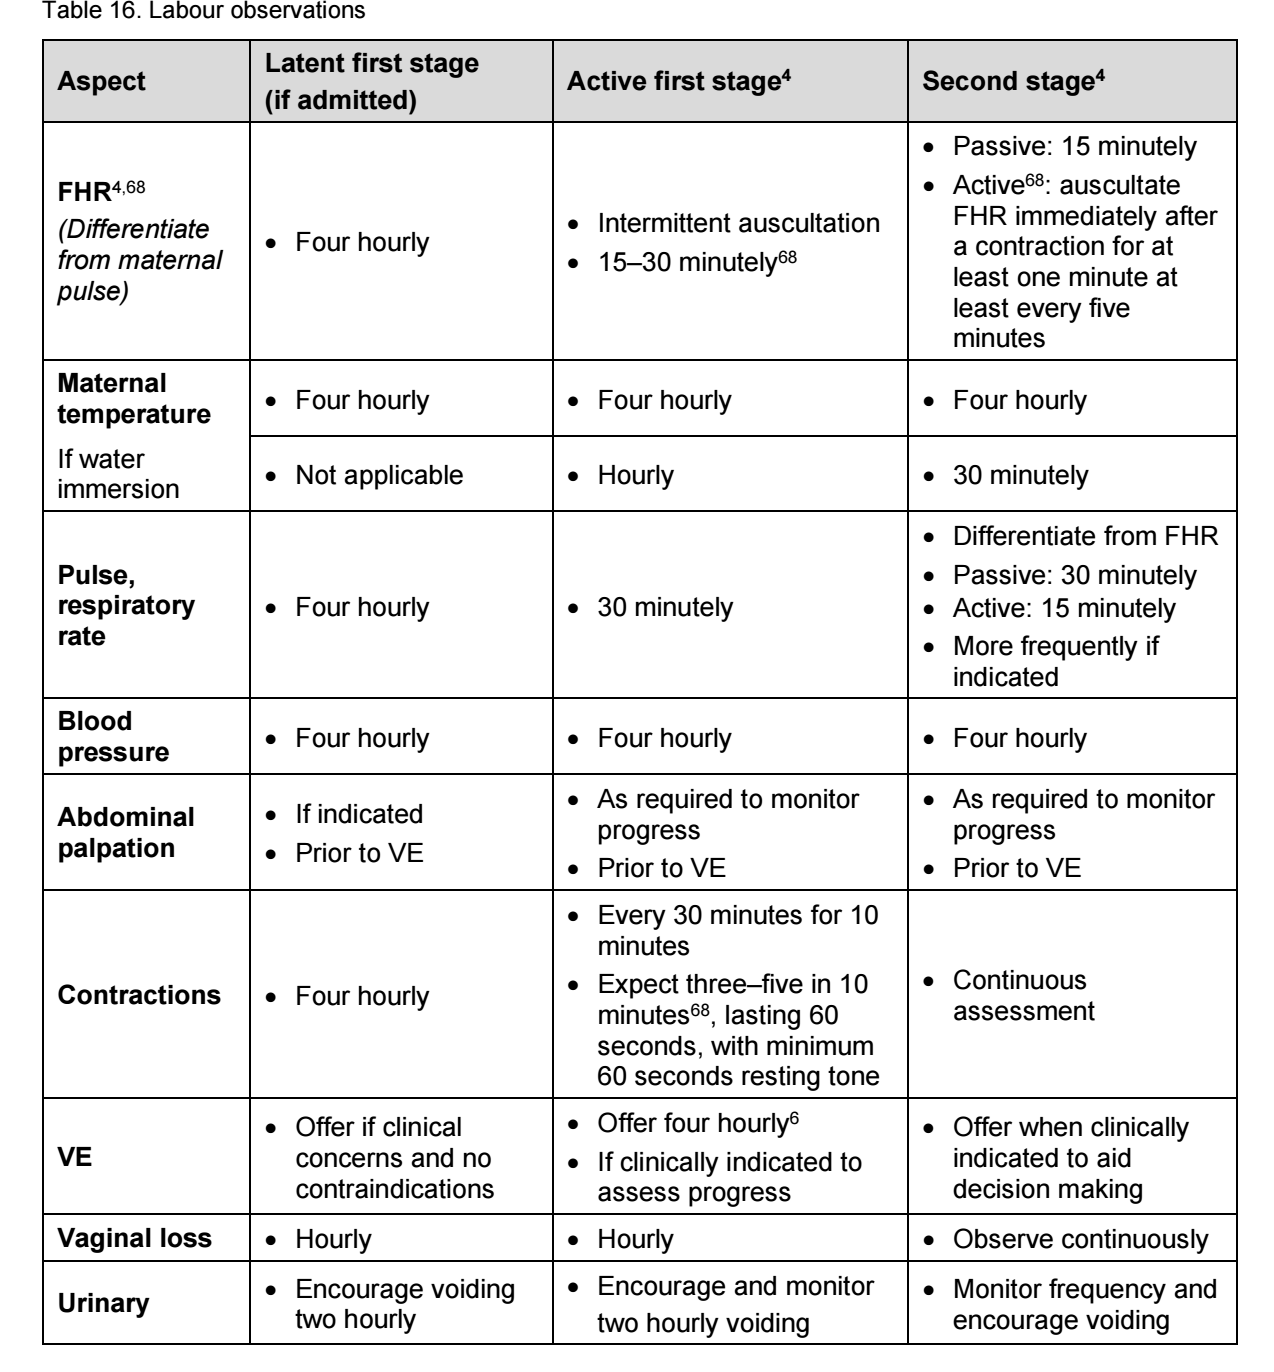 Table 16. Labour observations
Aspect
Latent first stage
(if admitted)
Active first stage⁴
Second stage⁴
FHR⁴,⁶⁸
(Differentiate
from maternal
pulse)
• Four hourly
• Intermittent auscultation
• 15–30 minutely⁶⁸
• Passive: 15 minutely
• Active⁶⁸: auscultate
FHR immediately after
a contraction for at
least one minute at
least every five
minutes
Maternal
temperature
• Four hourly
• Four hourly
• Four hourly
If water
immersion
• Not applicable
• Hourly
• 30 minutely
Pulse,
respiratory
rate
• Four hourly
• 30 minutely
• Differentiate from FHR
• Passive: 30 minutely
• Active: 15 minutely
• More frequently if
indicated
Blood
pressure
• Four hourly
• Four hourly
• Four hourly
Abdominal
palpation
• If indicated
• Prior to VE
• As required to monitor
progress
• Prior to VE
• As required to monitor
progress
• Prior to VE
Contractions
• Four hourly
• Every 30 minutes for 10
minutes
• Expect three–five in 10
minutes⁶⁸, lasting 60
seconds, with minimum
60 seconds resting tone
• Continuous
assessment
VE
• Offer if clinical
concerns and no
contraindications
• Offer four hourly⁶
• If clinically indicated to
assess progress
• Offer when clinically
indicated to aid
decision making
Vaginal loss
• Hourly
• Hourly
• Observe continuously
Urinary
• Encourage voiding
two hourly
• Encourage and monitor
two hourly voiding
• Monitor frequency and
encourage voiding